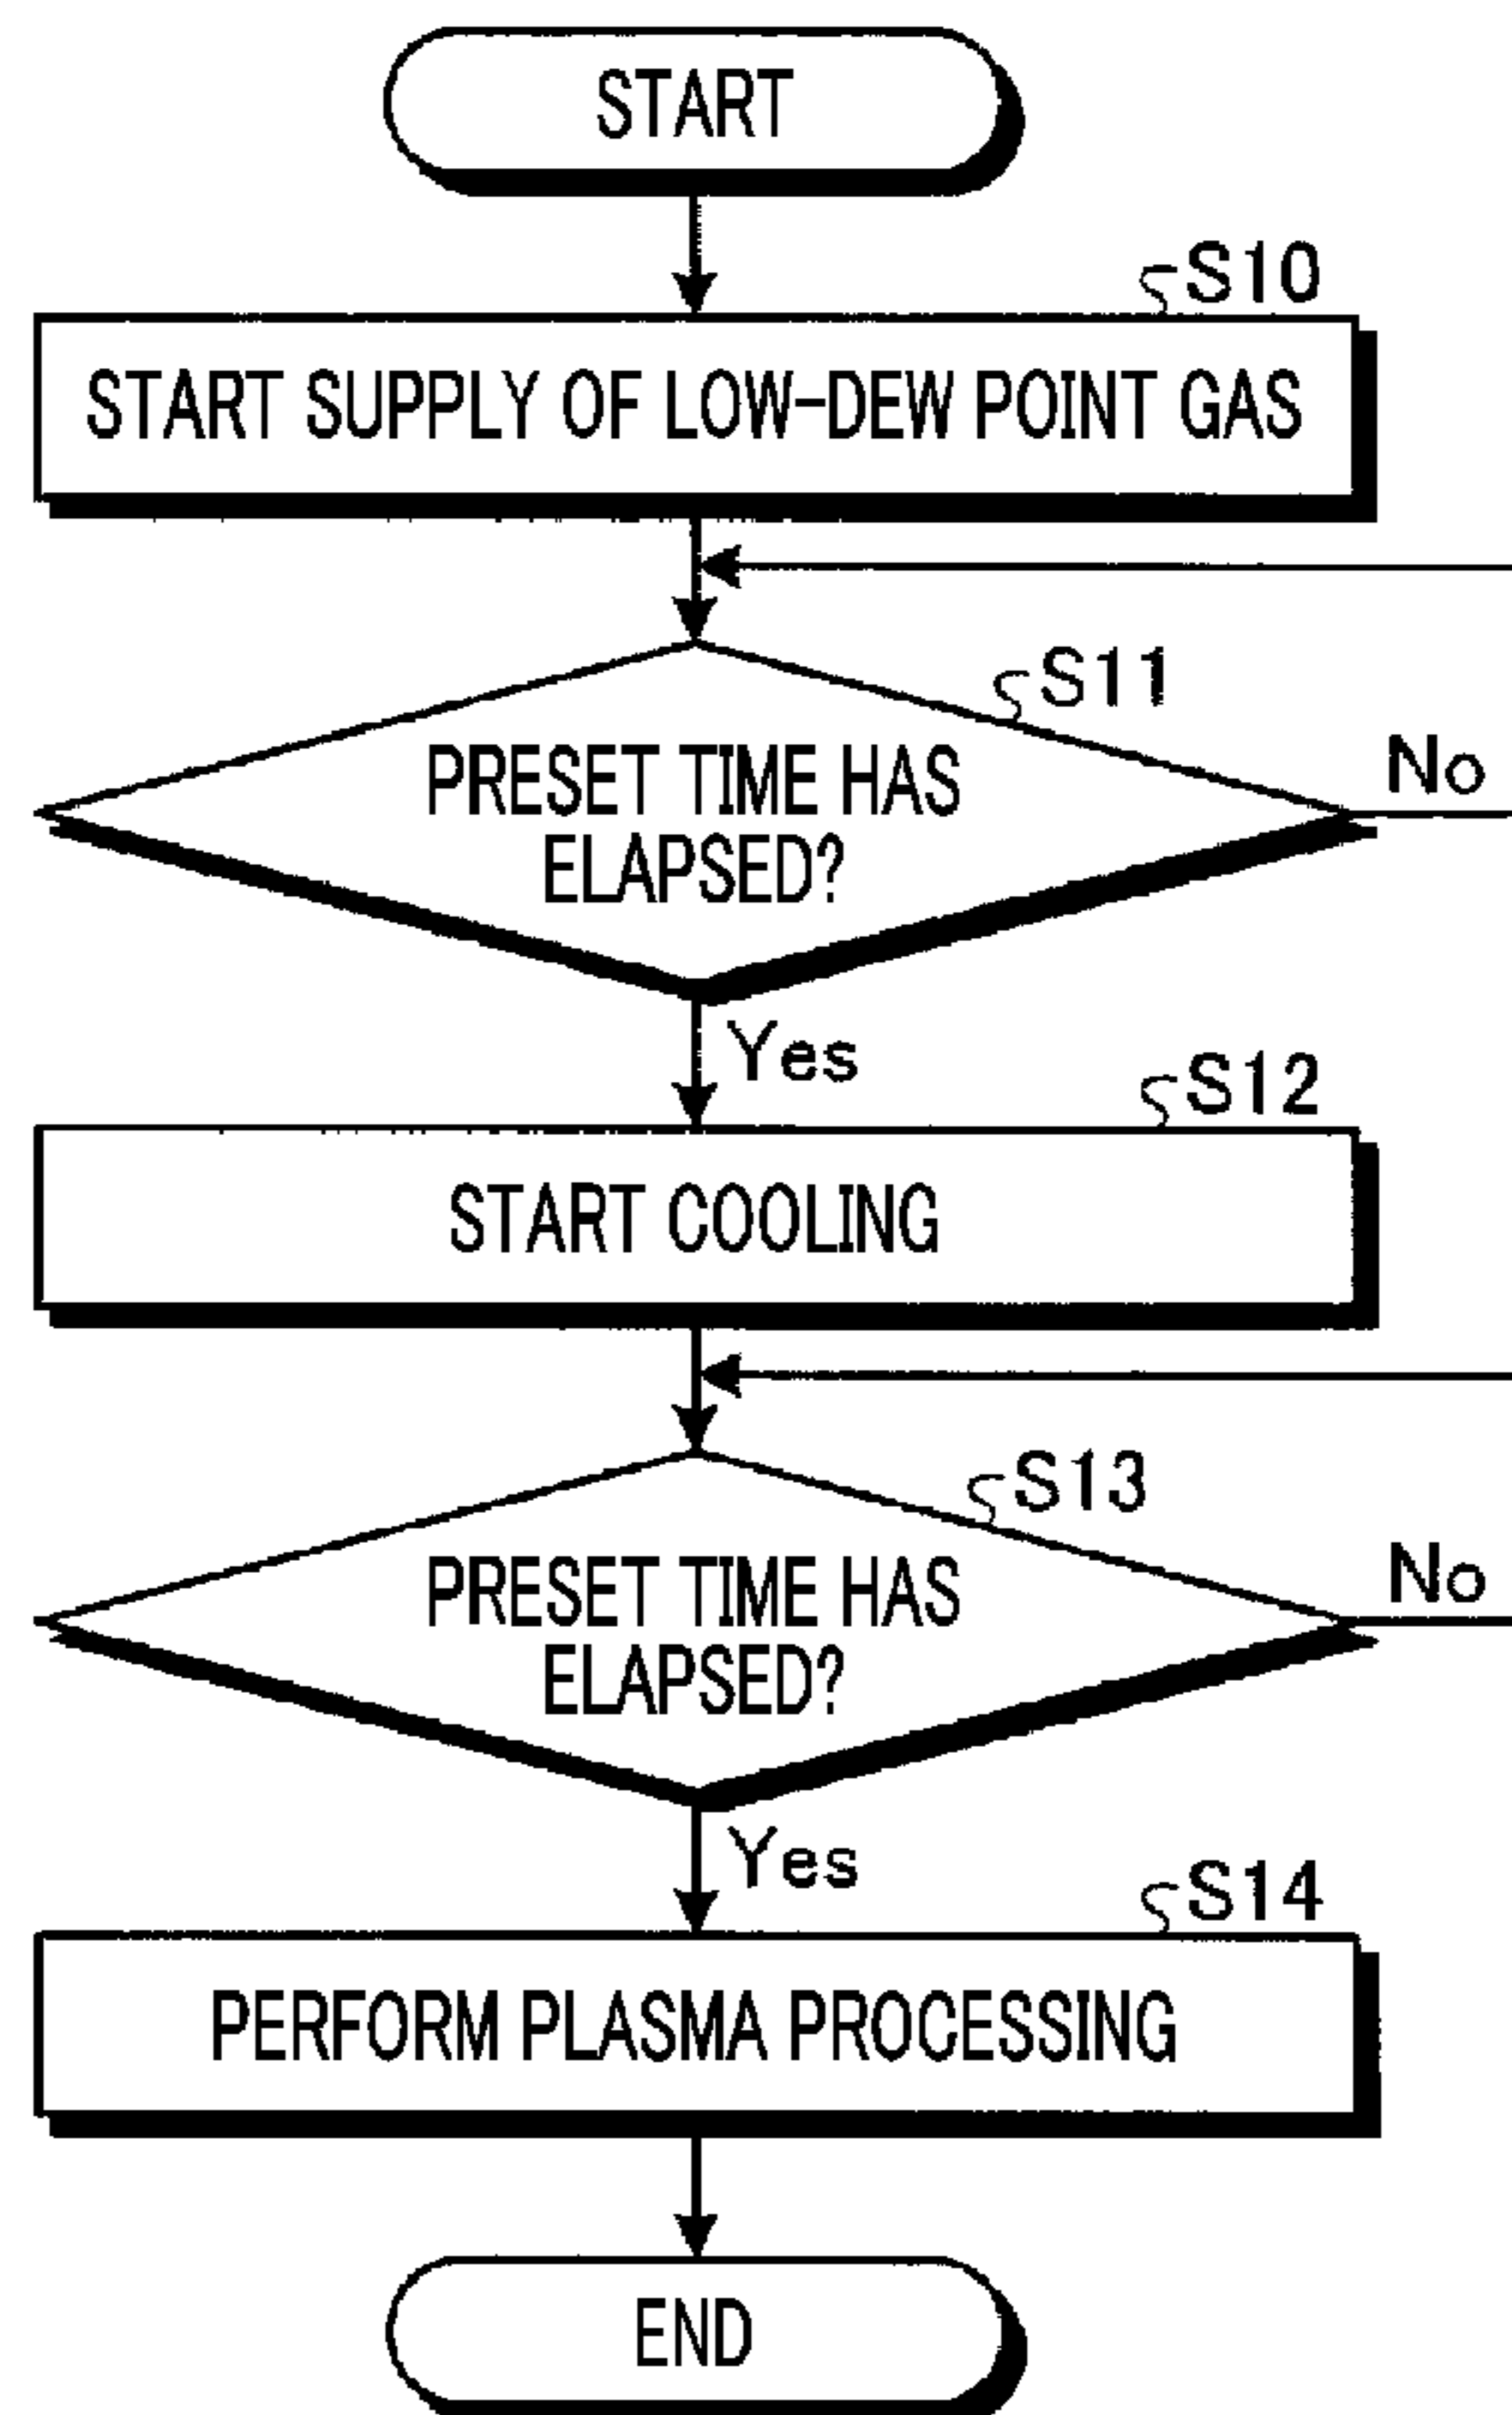 START
S10
START SUPPLY OF LOW-DEW POINT GAS
S11
PRESET TIME HAS
ELAPSED?
No
Yes
S12
START COOLING
S13
PRESET TIME HAS
ELAPSED?
No
Yes
S14
PERFORM PLASMA PROCESSING
END